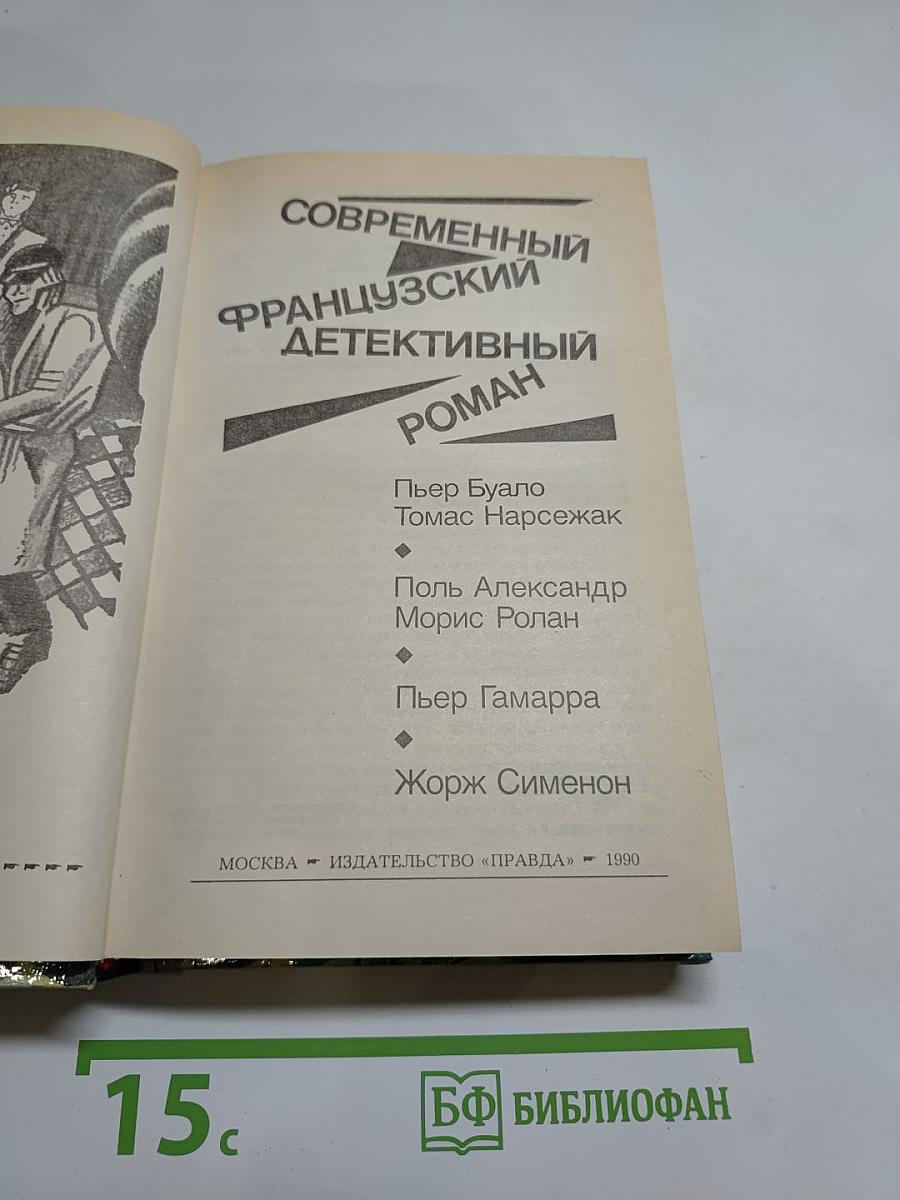 СОВРЕМЕННЫЙ
ФРАНЦУЗСКИЙ
ДЕТЕКТИВНЫЙ
РОМАН
Пьер Буало
Томас Нарсежак
Поль Александр
Морис Ролан
Пьер Гамарра
Жорж Сименон
МОСКВА ИЗДАТЕЛЬСТВО «ПРАВДА» 1990
15 с
БФ БИБЛИОФАН